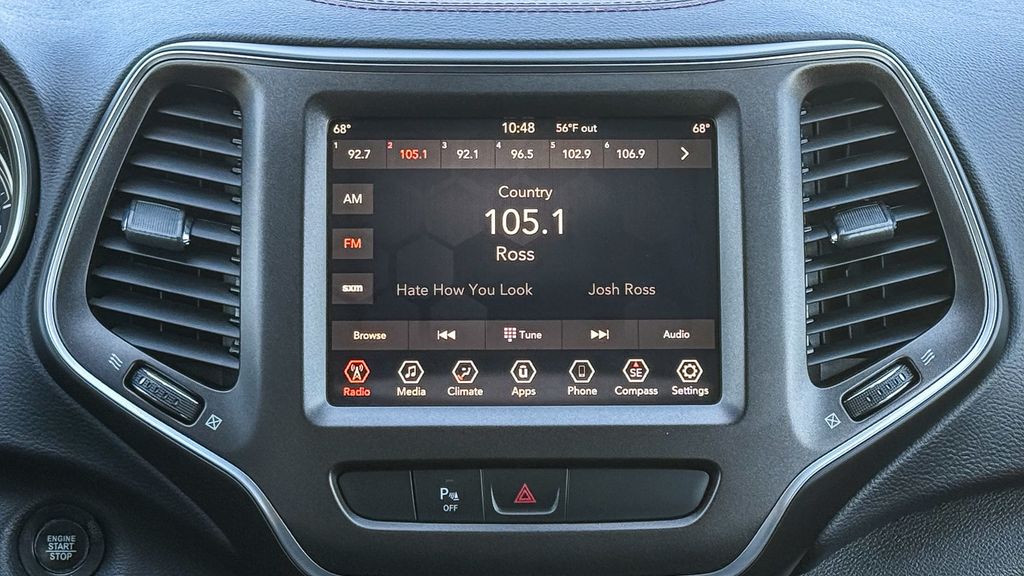 68° 10:48 56°F out 68°
1 92.7 2 105.1 3 92.1 4 96.5 5 102.9 6 106.9
AM
Country
105.1
FM
Ross
sxm
Hate How You Look Josh Ross
Browse Tune Audio
SE
Radio Media Climate Apps Phone Compass Settings
P
OFF
ENGINE
START
STOP